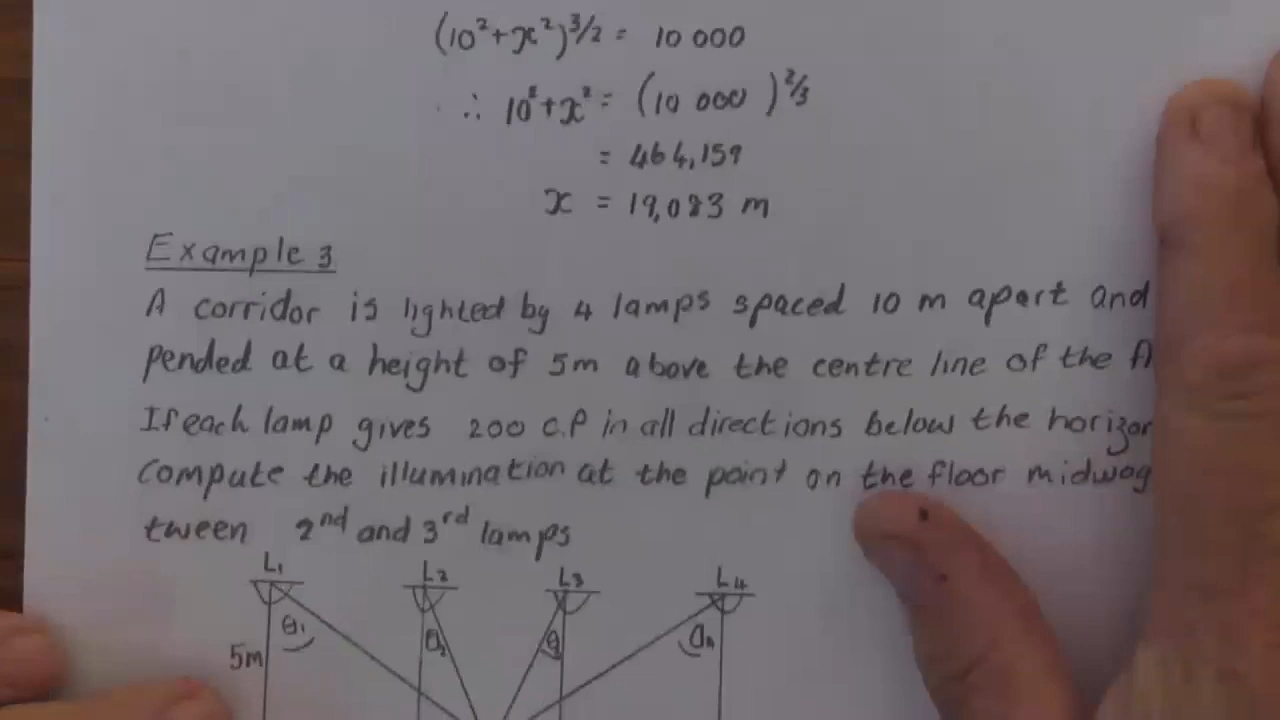 (10²+x²)^3/2 = 10 000
∴ 10²+x² = (10 000)^2/3
= 464,159
x = 19,083 m
Example 3
A corridor is lighted by 4 lamps spaced 10 m apart and
pended at a height of 5m above the centre line of the
If each lamp gives 200 C.P in all directions below the horizon
compute the illumination at the point on the floor midway
tween 2nd and 3rd lamps
L1 L2 L3 L4
θ1 θ2 θ θ4
5m